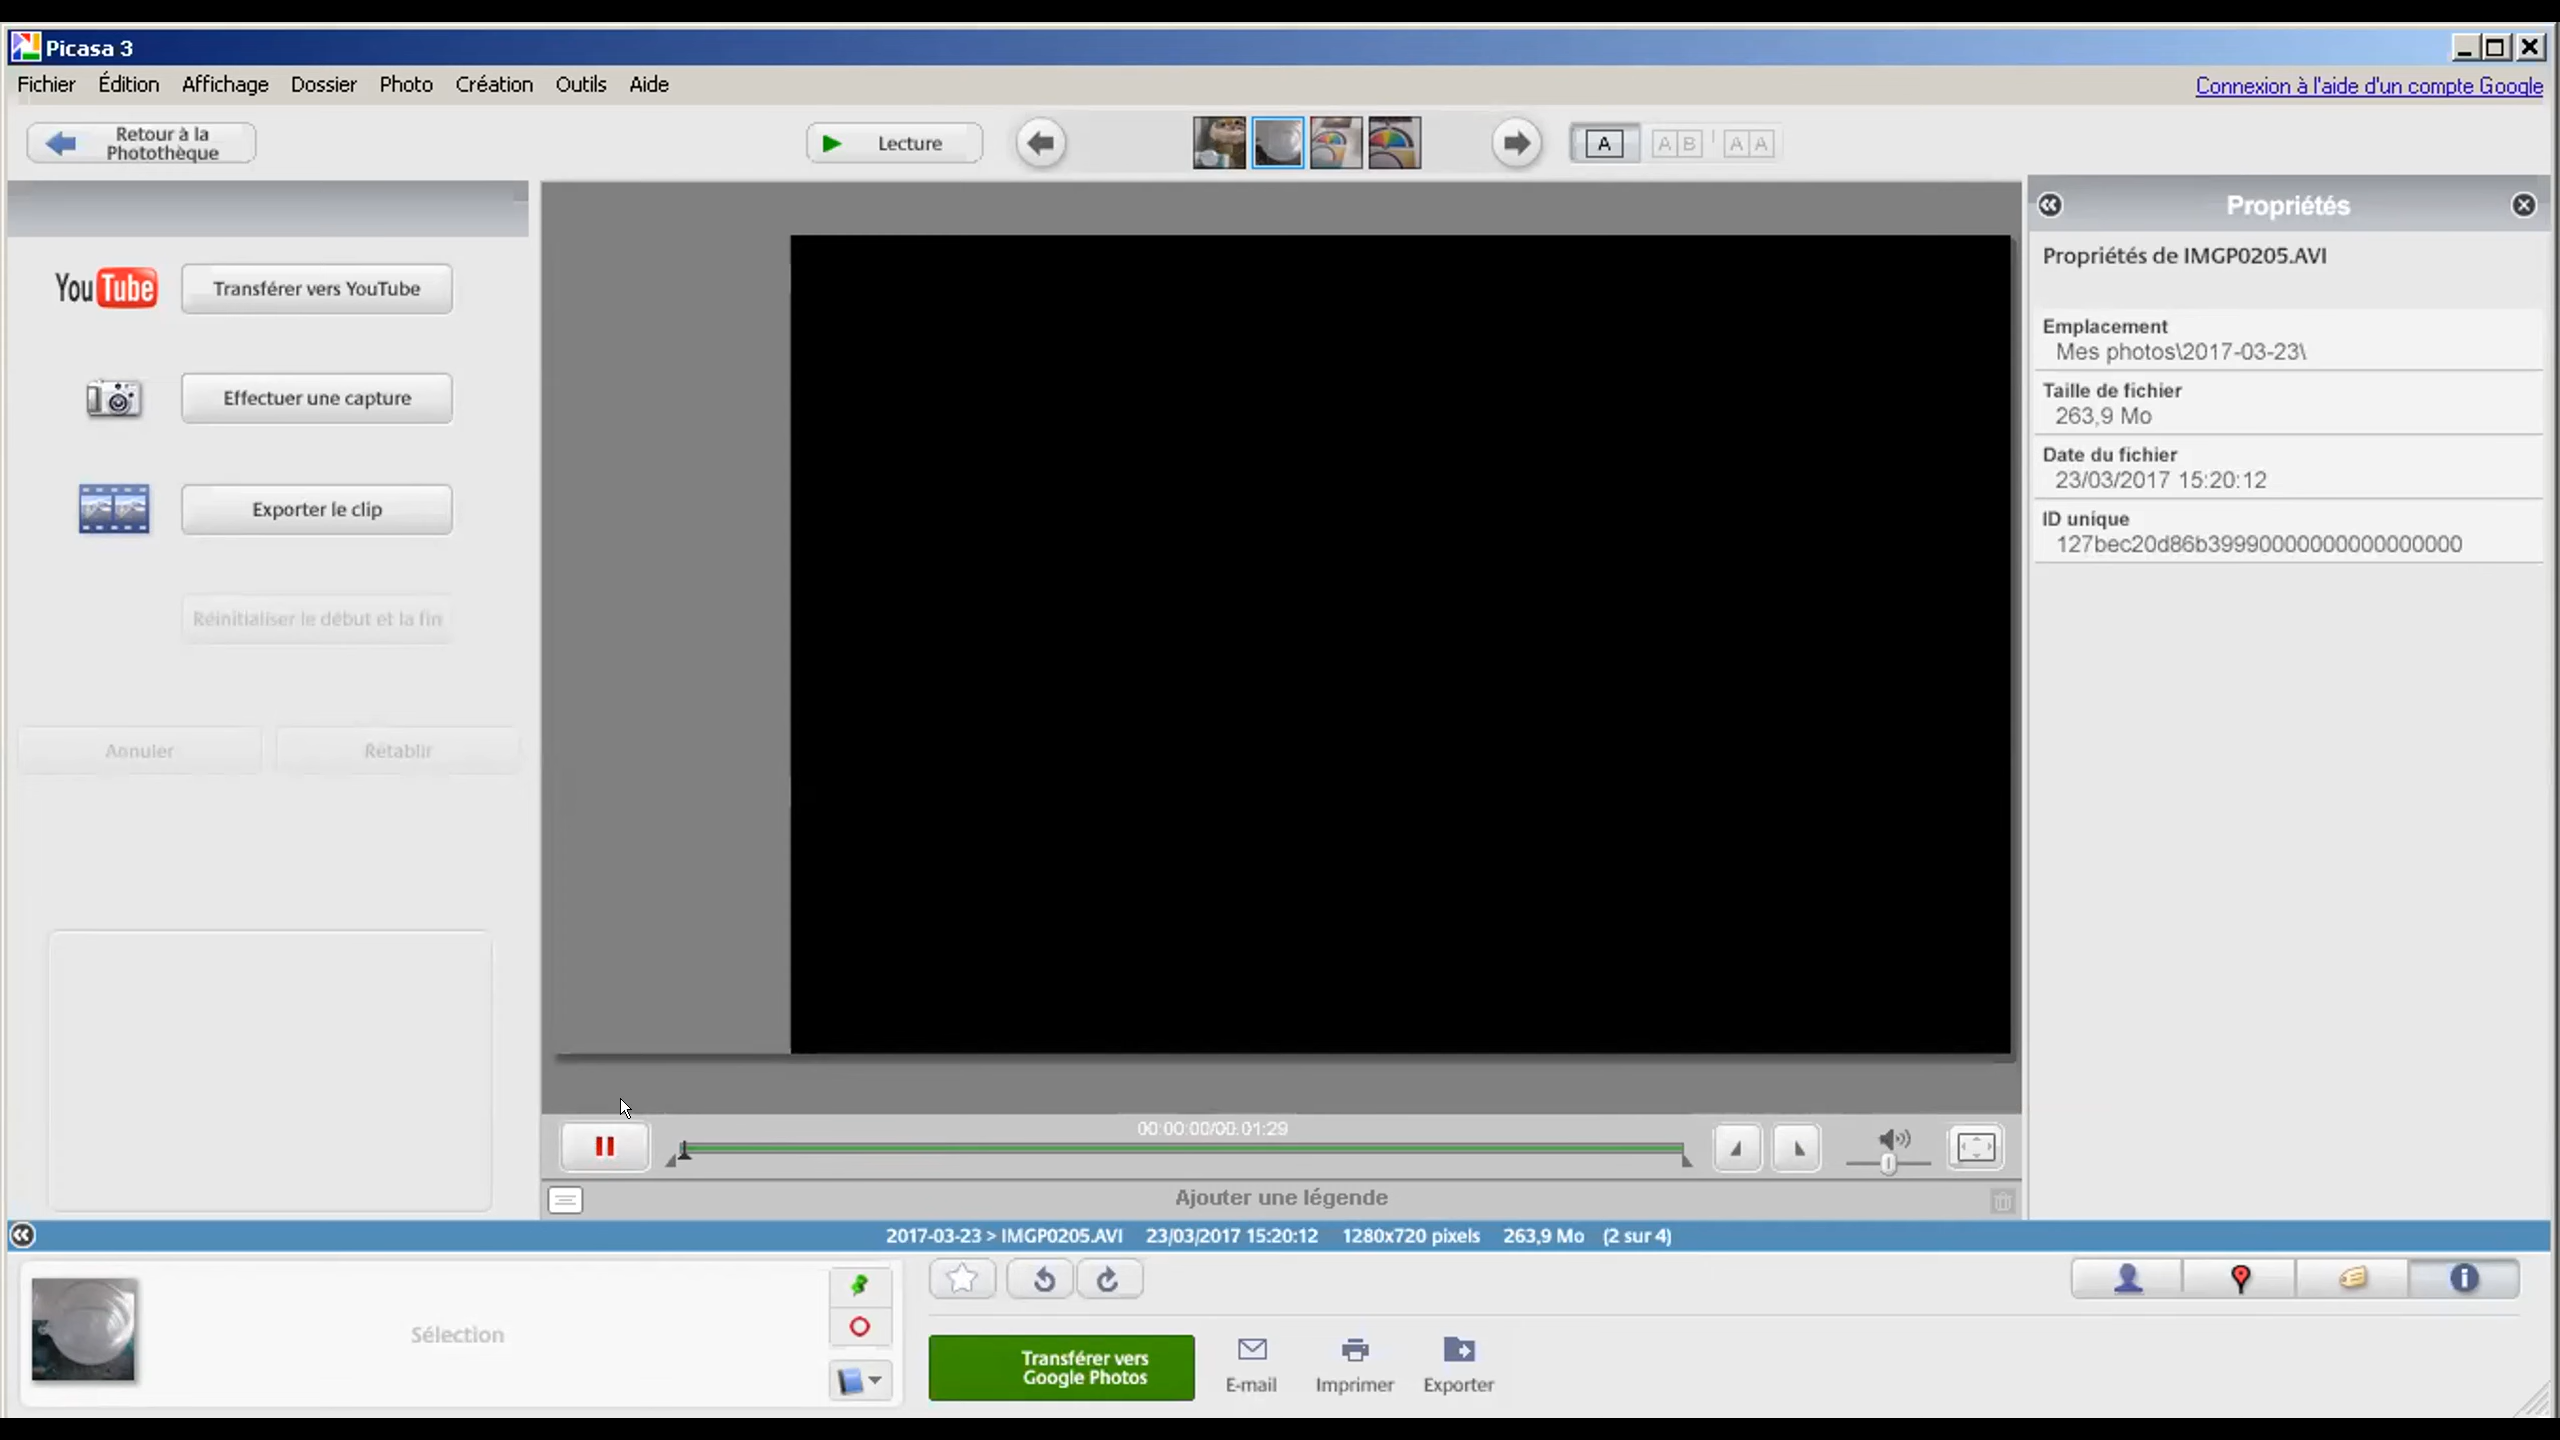 Picasa 3
Fichier Édition Affichage Dossier Photo Création Outils Aide
Connexion à l'aide d'un compte Google
Retour à la
Photothèque
Lecture
A
A B
A A
Propriétés
YouTube
Transférer vers YouTube
Effectuer une capture
Exporter le clip
Réinitialiser le début et la fin
Annuler
Rétablir
Propriétés de IMGP0205.AVI
Emplacement
Mes photos\2017-03-23\
Taille de fichier
263,9 Mo
Date du fichier
23/03/2017 15:20:12
ID unique
127bec20d86b39990000000000000000
00:00:00/00:01:29
Ajouter une légende
2017-03-23 > IMGP0205.AVI 23/03/2017 15:20:12 1280x720 pixels 263,9 Mo (2 sur 4)
Sélection
Transférer vers
Google Photos
E-mail
Imprimer
Exporter